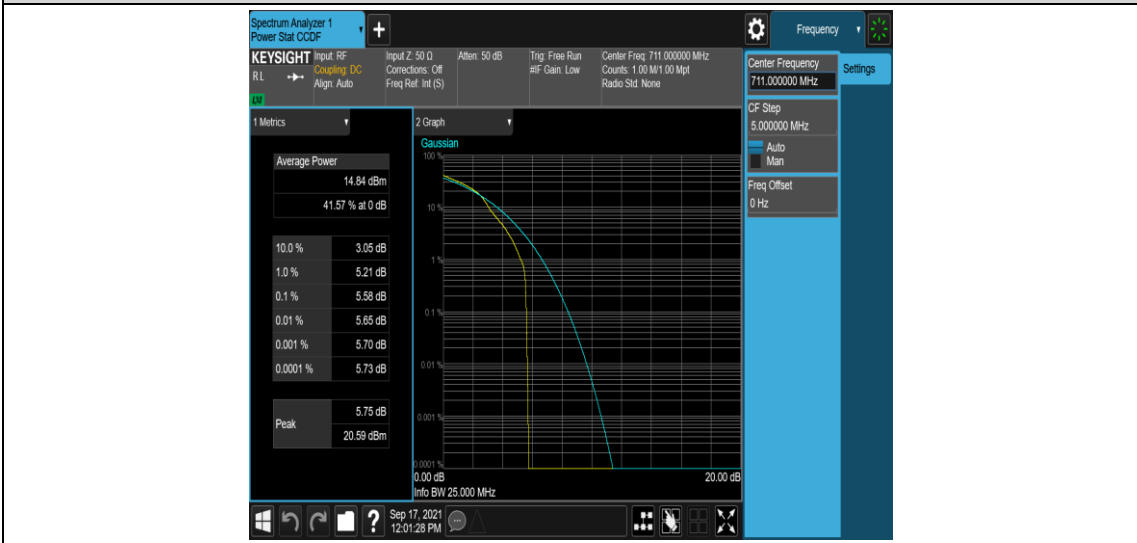 Spectrum Analyzer 1
Power Stat CCDF
+
Frequency
KEYSIGHT
R L
Input: RF
Coupling: DC
Align: Auto
Input Z: 50 Ω
Corrections: Off
Freq Ref: Int (S)
Atten: 50 dB
Trig: Free Run
#IF Gain: Low
Center Freq: 711.000000 MHz
Counts: 1.00 M/1.00 Mpt
Radio Std: None
Center Frequency
711.000000 MHz
Settings
CF Step
5.000000 MHz
Auto
Man
Freq Offset
0 Hz
1 Metrics
Average Power
14.84 dBm
41.57 % at 0 dB
10.0 % 3.05 dB
1.0 % 5.21 dB
0.1 % 5.58 dB
0.01 % 5.65 dB
0.001 % 5.70 dB
0.0001 % 5.73 dB
Peak 5.75 dB
20.59 dBm
2 Graph
Gaussian
100 %
10 %
1 %
0.1 %
0.01 %
0.001 %
0.0001 %
0.00 dB 20.00 dB
Info BW 25.000 MHz
?
Sep 17, 2021
12:01:28 PM